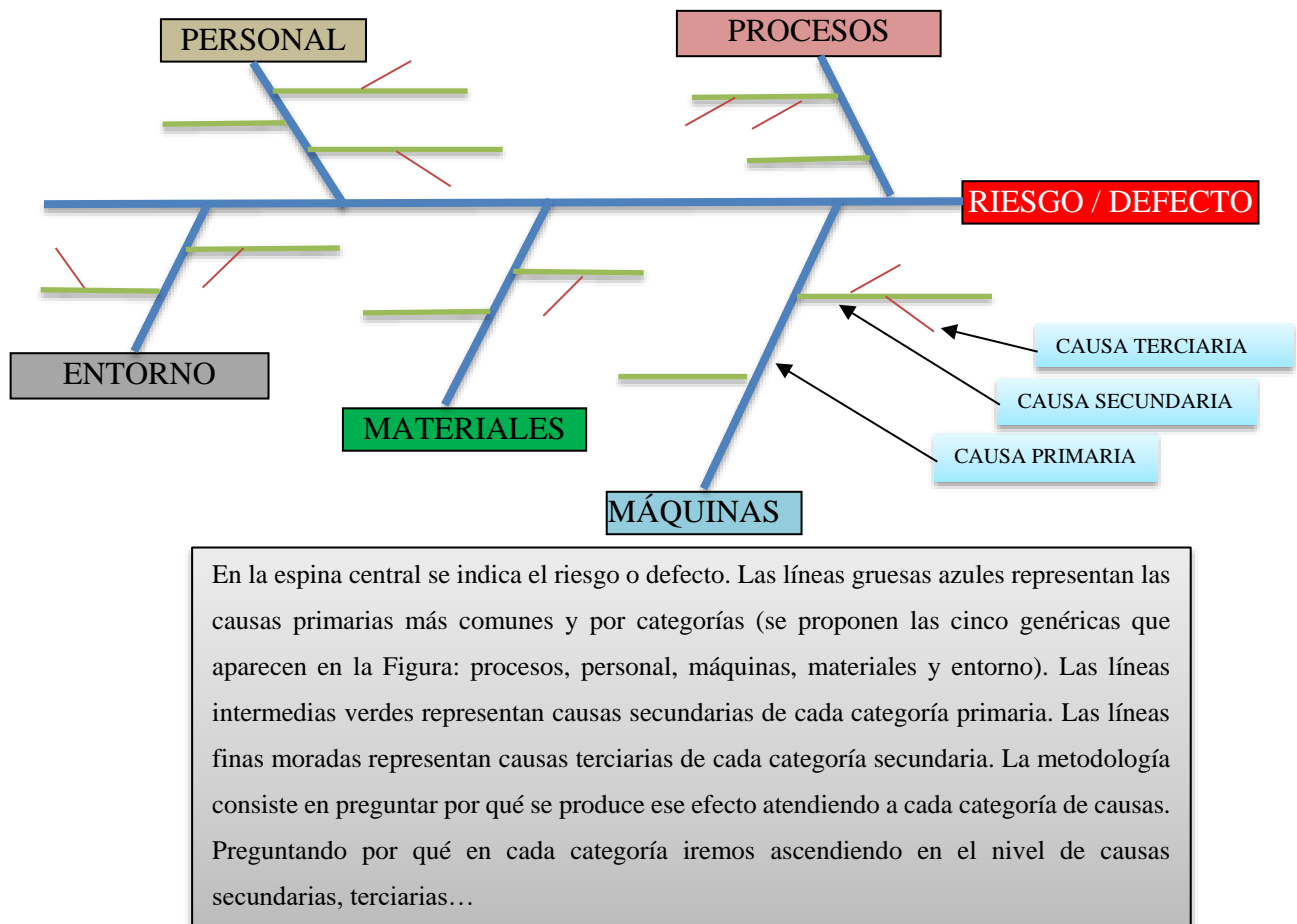 PERSONAL
PROCESOS
RIESGO / DEFECTO
ENTORNO
MATERIALES
MÁQUINAS
CAUSA TERCIARIA
CAUSA SECUNDARIA
CAUSA PRIMARIA
En la espina central se indica el riesgo o defecto. Las líneas gruesas azules representan las
causas primarias más comunes y por categorías (se proponen las cinco genéricas que
aparecen en la Figura: procesos, personal, máquinas, materiales y entorno). Las líneas
intermedias verdes representan causas secundarias de cada categoría primaria. Las líneas
finas moradas representan causas terciarias de cada categoría secundaria. La metodología
consiste en preguntar por qué se produce ese efecto atendiendo a cada categoría de causas.
Preguntando por qué en cada categoría iremos ascendiendo en el nivel de causas
secundarias, terciarias…